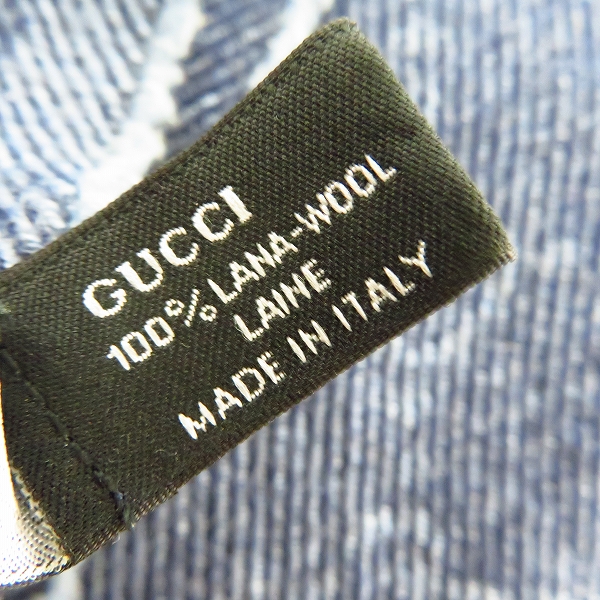 GUCCI
100% LANA-WOOL
LAINE
MADE IN ITALY